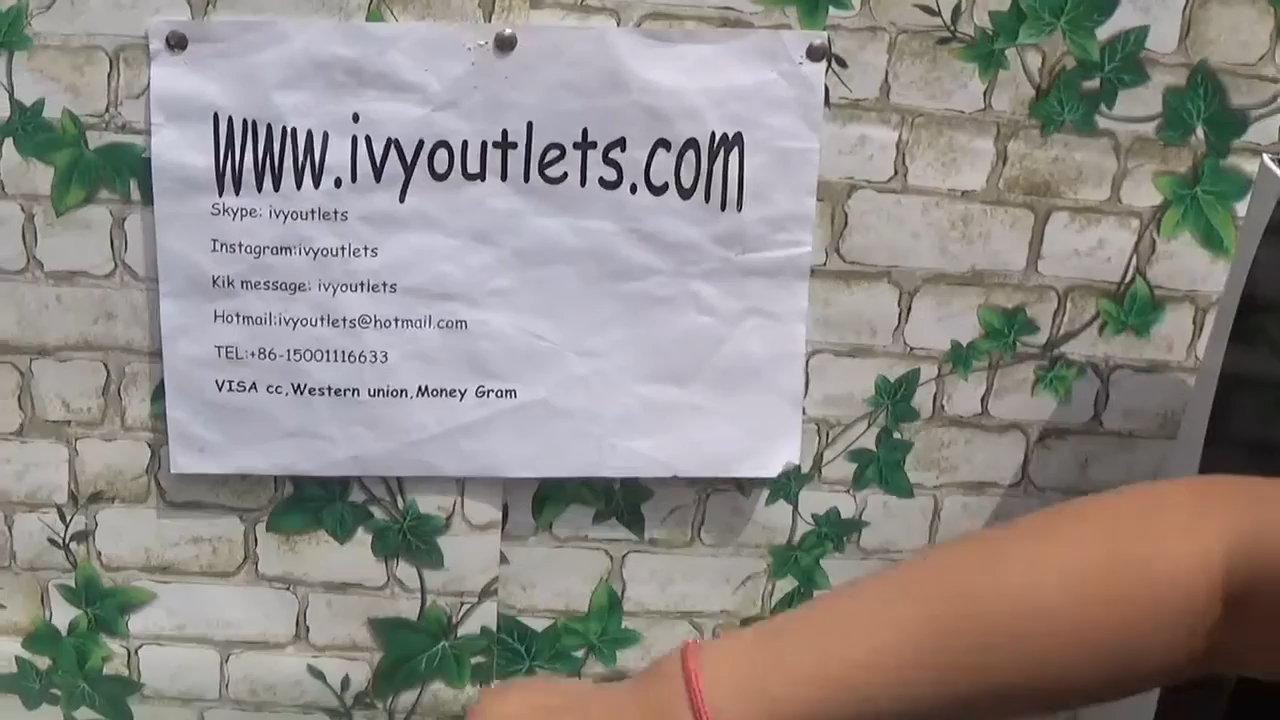 www.ivyoutlets.com
Skype: ivyoutlets
Instagram:ivyoutlets
Kik message: ivyoutlets
Hotmail:ivyoutlets@hotmail.com
TEL:+86-15001116633
VISA cc,Western union,Money Gram